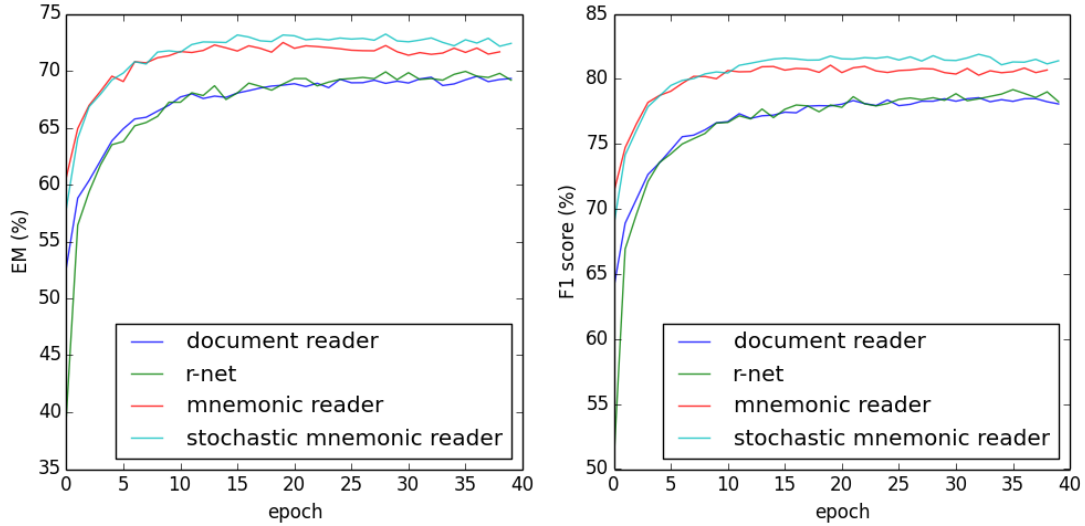 75
70
65
60
55
50
45
40
35
EM (%)
document reader
r-net
mnemonic reader
stochastic mnemonic reader
0 5 10 15 20 25 30 35 40
epoch
85
80
75
70
65
60
55
50
F1 score (%)
document reader
r-net
mnemonic reader
stochastic mnemonic reader
0 5 10 15 20 25 30 35 40
epoch